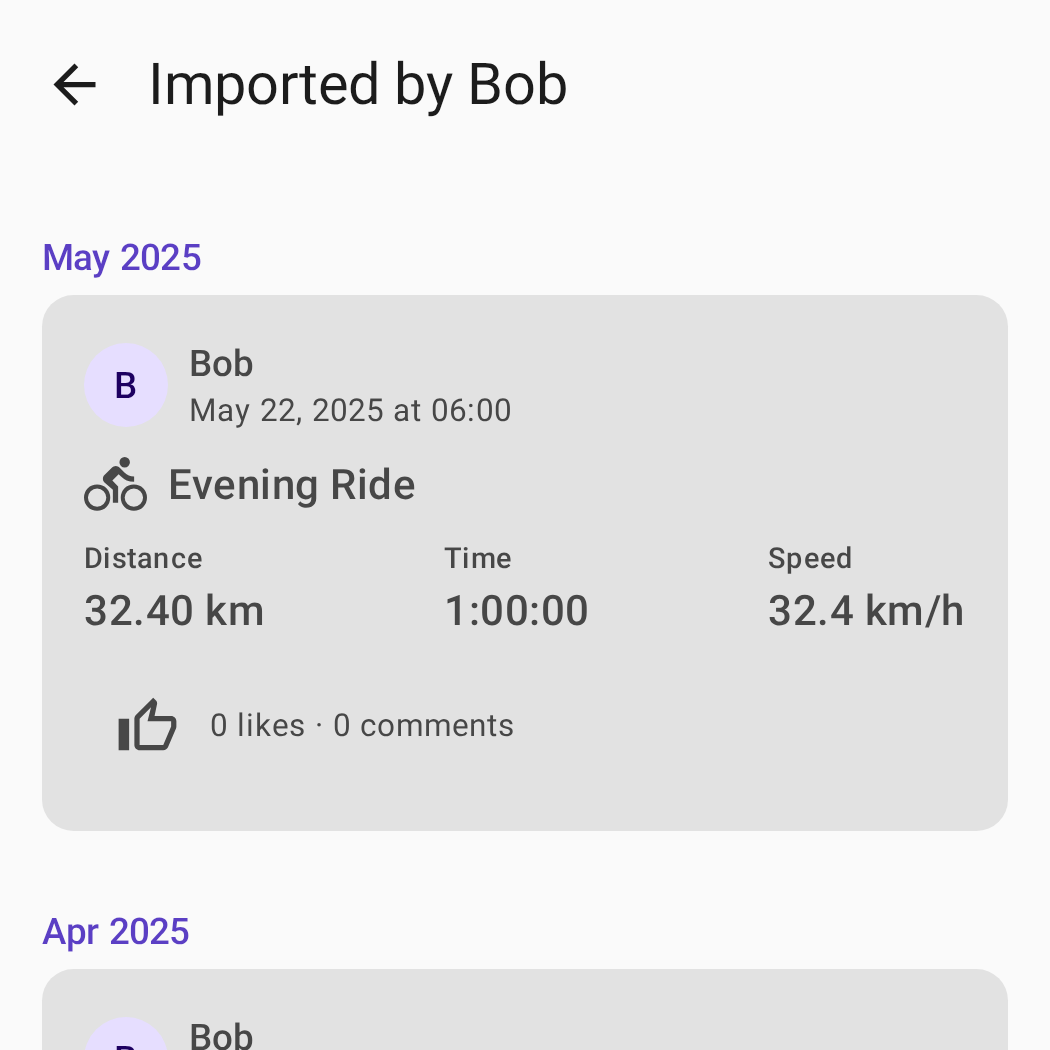 Imported by Bob
May 2025
B
Bob
May 22, 2025 at 06:00
Evening Ride
Distance Time Speed
32.40 km 1:00:00 32.4 km/h
0 likes · 0 comments
Apr 2025
B
Bob